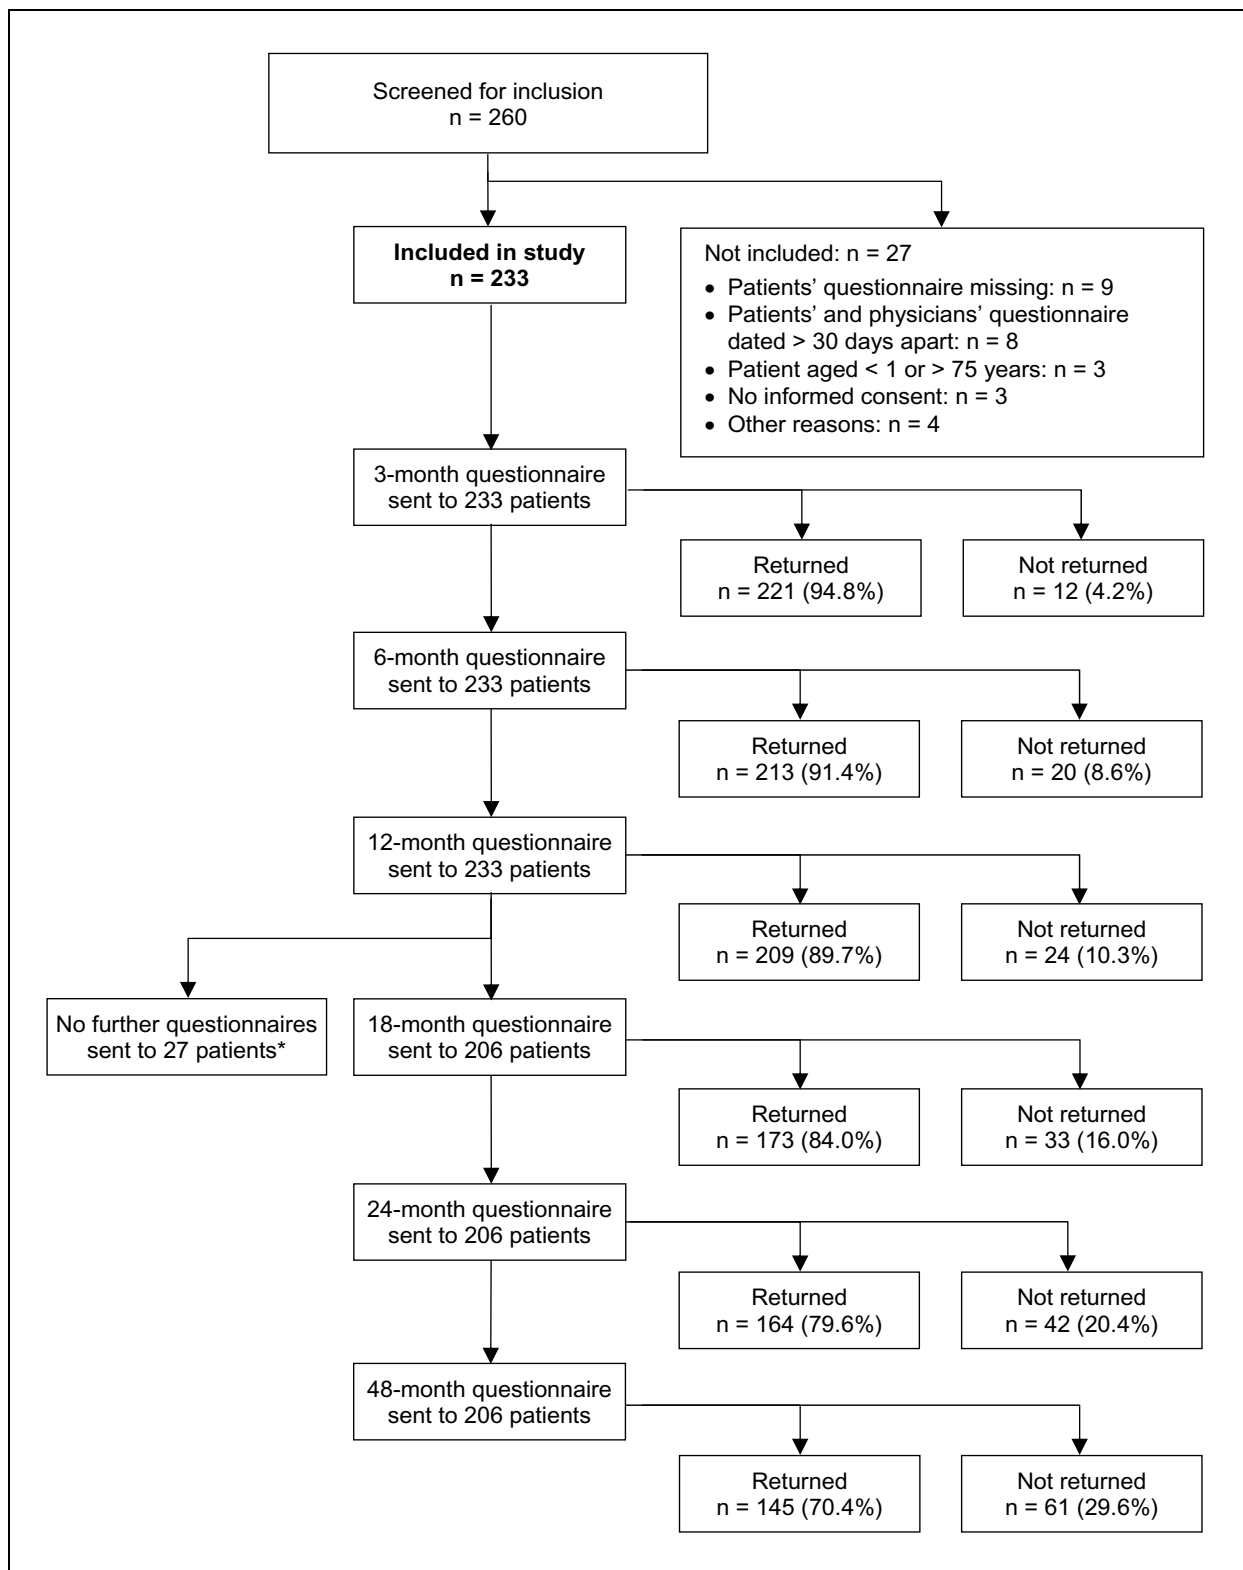 Screened for inclusion
n = 260
Included in study
n = 233
Not included: n = 27
• Patients’ questionnaire missing: n = 9
• Patients’ and physicians’ questionnaire
dated > 30 days apart: n = 8
• Patient aged < 1 or > 75 years: n = 3
• No informed consent: n = 3
• Other reasons: n = 4
3-month questionnaire
sent to 233 patients
Returned
n = 221 (94.8%)
Not returned
n = 12 (4.2%)
6-month questionnaire
sent to 233 patients
Returned
n = 213 (91.4%)
Not returned
n = 20 (8.6%)
12-month questionnaire
sent to 233 patients
Returned
n = 209 (89.7%)
Not returned
n = 24 (10.3%)
No further questionnaires
sent to 27 patients*
18-month questionnaire
sent to 206 patients
Returned
n = 173 (84.0%)
Not returned
n = 33 (16.0%)
24-month questionnaire
sent to 206 patients
Returned
n = 164 (79.6%)
Not returned
n = 42 (20.4%)
48-month questionnaire
sent to 206 patients
Returned
n = 145 (70.4%)
Not returned
n = 61 (29.6%)